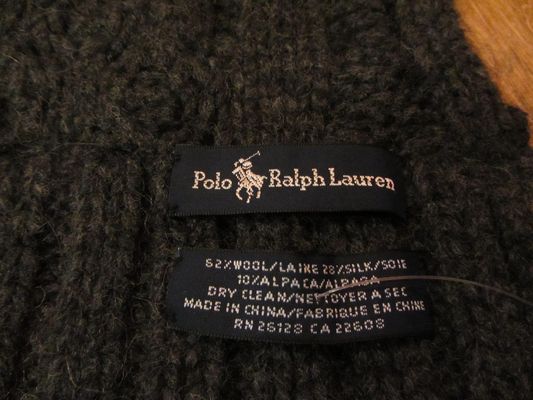 Polo Ralph Lauren
62%WOOL/LAINE 28%SILK/SOIE
10%ALPACA/ALPAGA
DRY CLEAN/NETTOYER A SEC
MADE IN CHINA/FABRIQUE EN CHINE
RN 26128 CA 22608